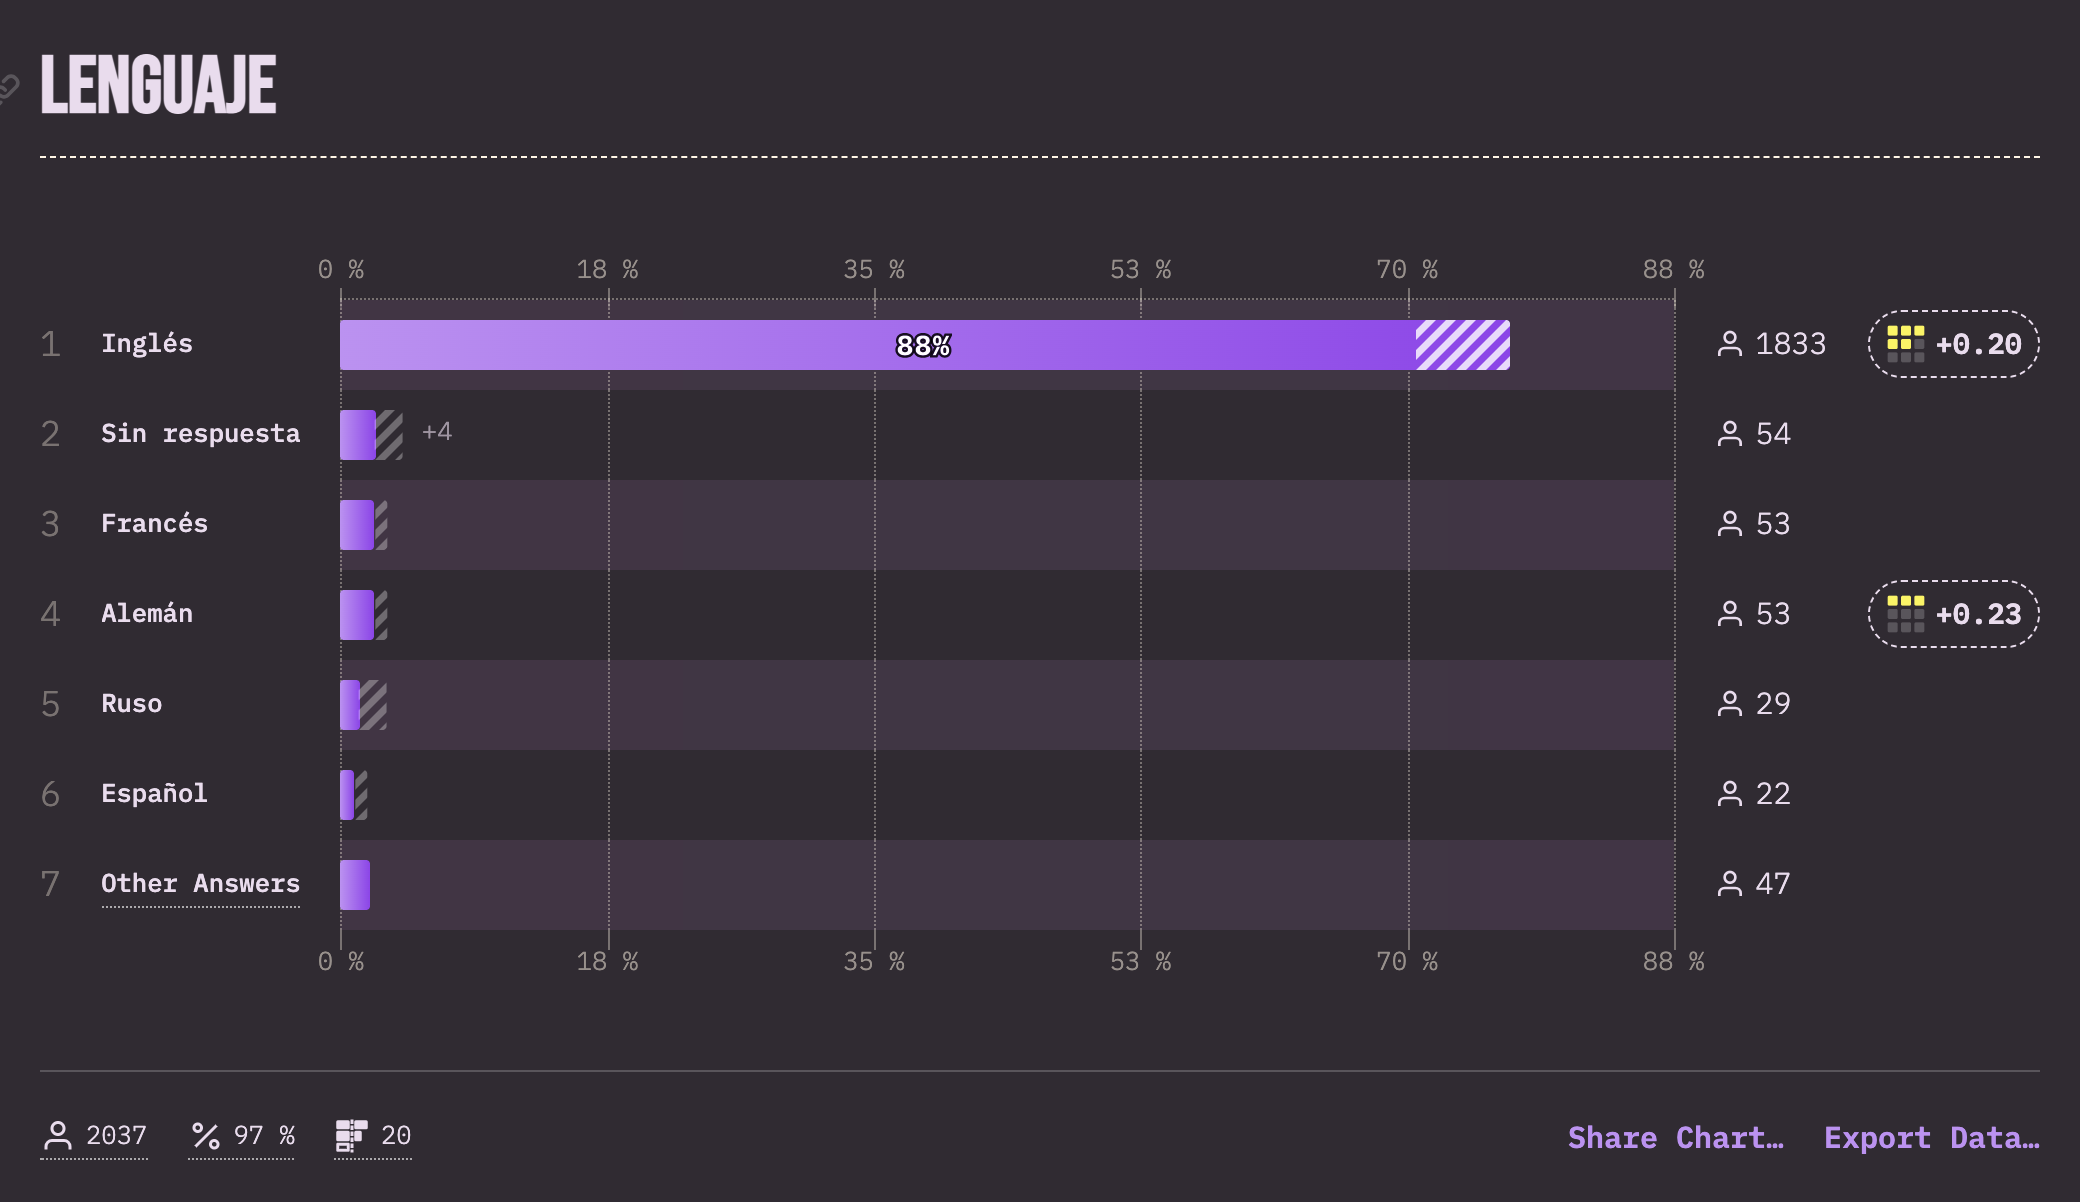 LENGUAJE
0 % 18 % 35 % 53 % 70 % 88 %
1 Inglés 88% 1833 +0.20
2 Sin respuesta +4 54
3 Francés 53
4 Alemán 53 +0.23
5 Ruso 29
6 Español 22
7 Other Answers 47
0 % 18 % 35 % 53 % 70 % 88 %
2037 97 % 20 Share Chart… Export Data…